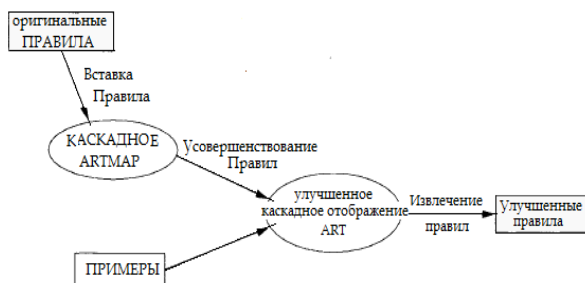 оригинальные
ПРАВИЛА
Вставка
Правила
КАСКАДНОЕ
ARTMAP
Усовершенствование
Правил
улучшенное
каскадное отображение
ART
Извлечение
правил
Улучшенные
правила
ПРИМЕРЫ